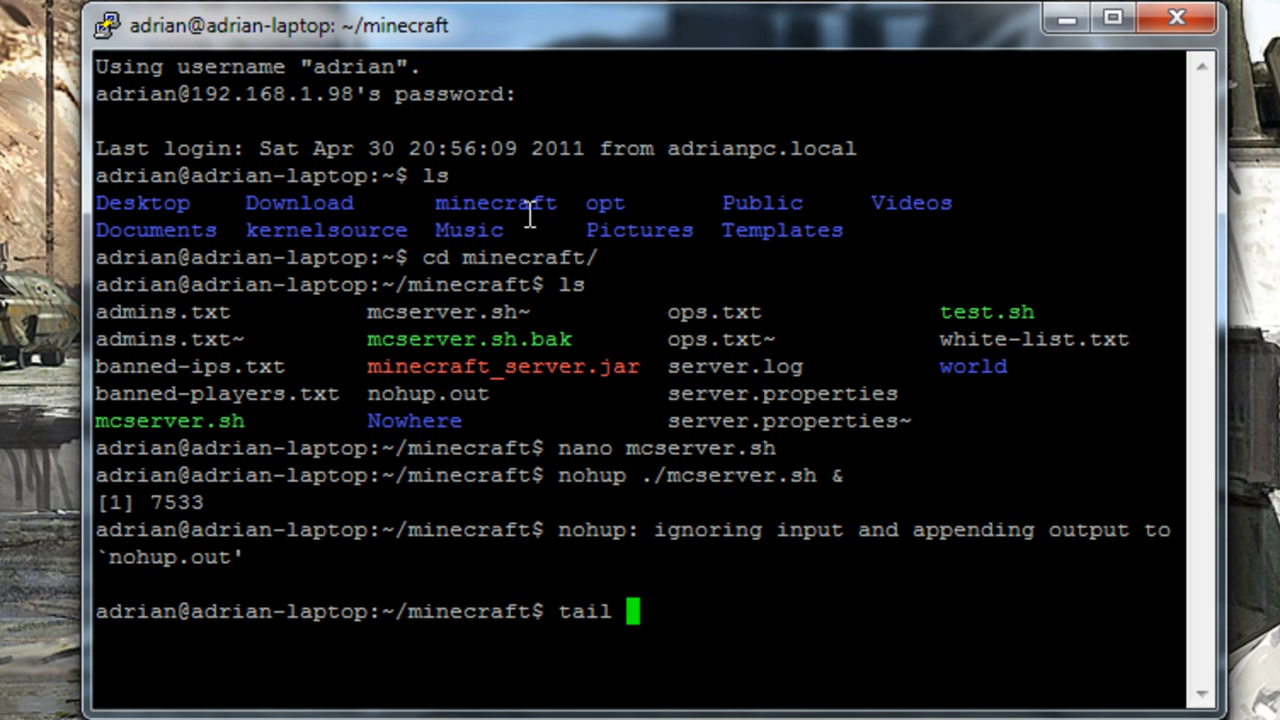 adrian@adrian-laptop: ~/minecraft
Using username "adrian".
adrian@192.168.1.98's password:
Last login: Sat Apr 30 20:56:09 2011 from adrianpc.local
adrian@adrian-laptop:~$ ls
Desktop Download minecraft opt Public Videos
Documents kernelsource Music Pictures Templates
adrian@adrian-laptop:~$ cd minecraft/
adrian@adrian-laptop:~/minecraft$ ls
admins.txt mcserver.sh~ ops.txt test.sh
admins.txt~ mcserver.sh.bak ops.txt~ white-list.txt
banned-ips.txt minecraft_server.jar server.log world
banned-players.txt nohup.out server.properties
mcserver.sh Nowhere server.properties~
adrian@adrian-laptop:~/minecraft$ nano mcserver.sh
adrian@adrian-laptop:~/minecraft$ nohup ./mcserver.sh &
[1] 7533
adrian@adrian-laptop:~/minecraft$ nohup: ignoring input and appending output to
`nohup.out'
adrian@adrian-laptop:~/minecraft$ tail